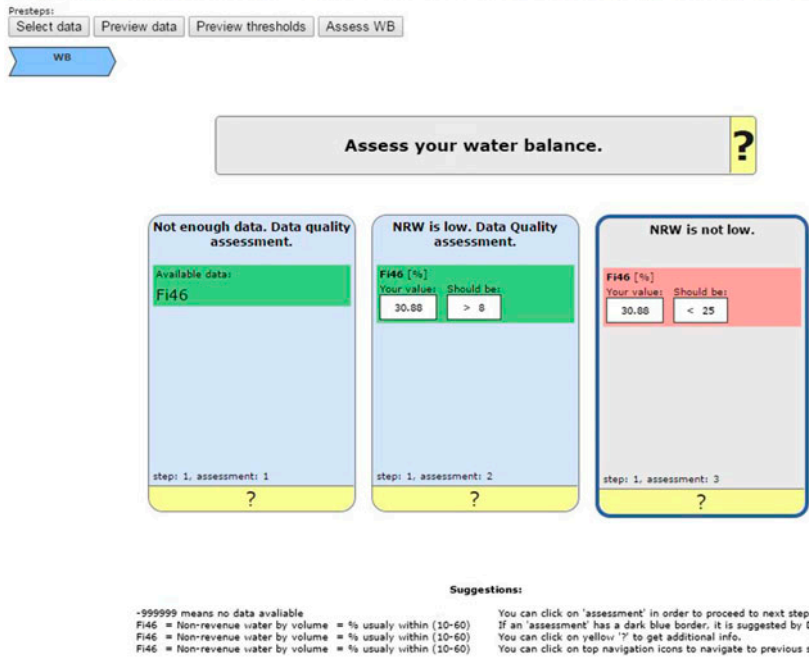 Presteps:
Select data Preview data Preview thresholds Assess WB
WB
Assess your water balance. ?
Not enough data. Data quality
assessment.
Available data:
Fi46
step: 1, assessment: 1
?
NRW is low. Data Quality
assessment.
Fi46 [%]
Your value: Should be:
30.88 > 8
step: 1, assessment: 2
?
NRW is not low.
Fi46 [%]
Your value: Should be:
30.88 < 25
step: 1, assessment: 3
?
Suggestions:
-999999 means no data avaliable
Fi46 = Non-revenue water by volume = % usualy within (10-60)
Fi46 = Non-revenue water by volume = % usualy within (10-60)
Fi46 = Non-revenue water by volume = % usualy within (10-60)
You can click on 'assessment' in order to proceed to next step
If an 'assessment' has a dark blue border, it is suggested by
You can click on yellow '?' to get additional info.
You can click on top navigation icons to navigate to previous